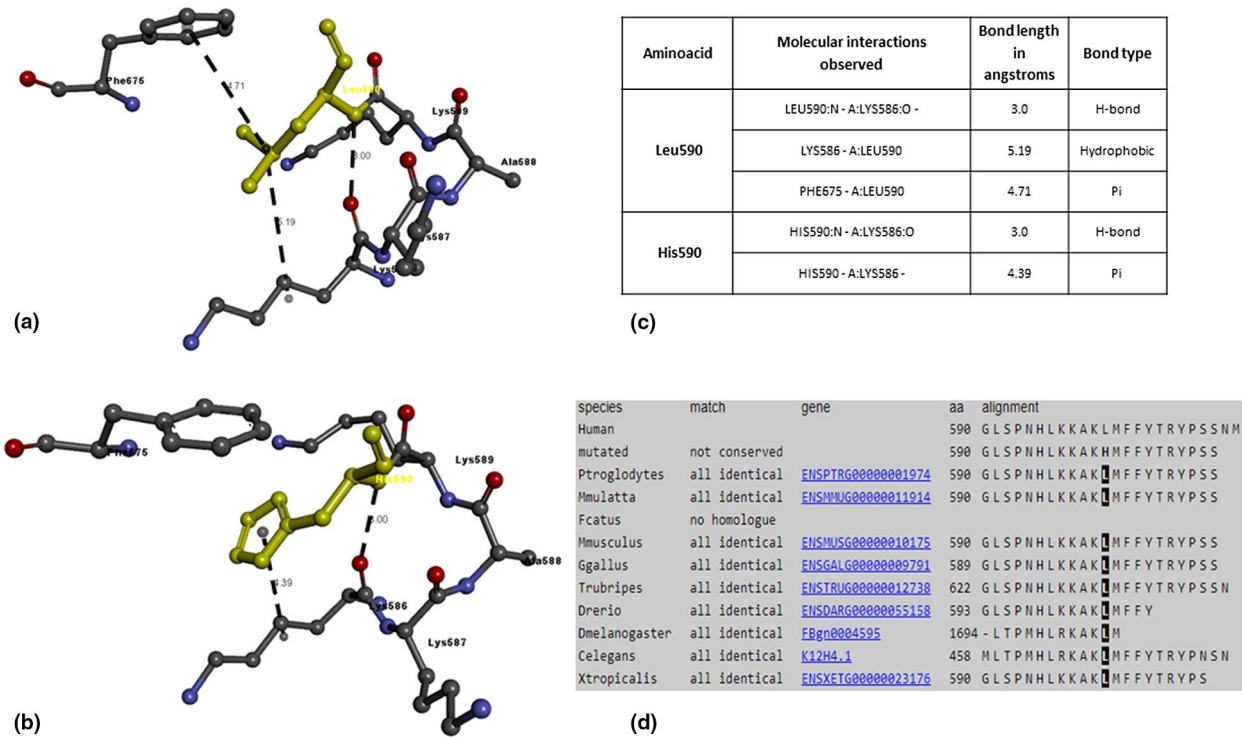 (a)
Phe675
4.71
Leu590
Lys589
3.00
Ala588
5.19
Lys587
(b)
Phe675
Lys589
His590
3.00
Ala588
4.39
Lys586
Lys587
(c)
Aminoacid Molecular interactions observed Bond length in angstroms Bond type
Leu590
LEU590:N - A:LYS586:O - 3.0 H-bond
LYS586 - A:LEU590 5.19 Hydrophobic
PHE675 - A:LEU590 4.71 Pi
His590
HIS590:N - A:LYS586:O 3.0 H-bond
HIS590 - A:LYS586 - 4.39 Pi
(d)
species match gene aa alignment
Human 590 GLSPNHLKKAKLMFFYTRYPSSNM
mutated not conserved 590 GLSPNHLKKAKHMFFYTRYPSS
Ptroglodytes all identical ENSPTRG00000001974 590 GLSPNHLKKAKLMFFYTRYPSS
Mmulatta all identical ENSMMUG00000011914 590 GLSPNHLKKAKLMFFYTRYPSS
Fcatus no homologue
Mmusculus all identical ENSMUSG00000010175 590 GLSPNHLKKAKLMFFYTRYPSS
Ggallus all identical ENSGALG00000009791 589 GLSPNHLKKAKLMFFYTRYPSS
Trubripes all identical ENSTRUG00000012738 622 GLSPNHLKKAKLMFFYTRYPSSN
Drerio all identical ENSDARG00000055158 593 GLSPNHLKKAKLMFFY
Dmelanogaster all identical FBgn0004595 1694 -LTPMHLRKAKLM
Celegans all identical K12H4.1 458 MLTPMHLRKAKLMFFYTRYPNSN
Xtropicalis all identical ENSXETG00000023176 590 GLSPNHLKKAKLMFFYTRYPS